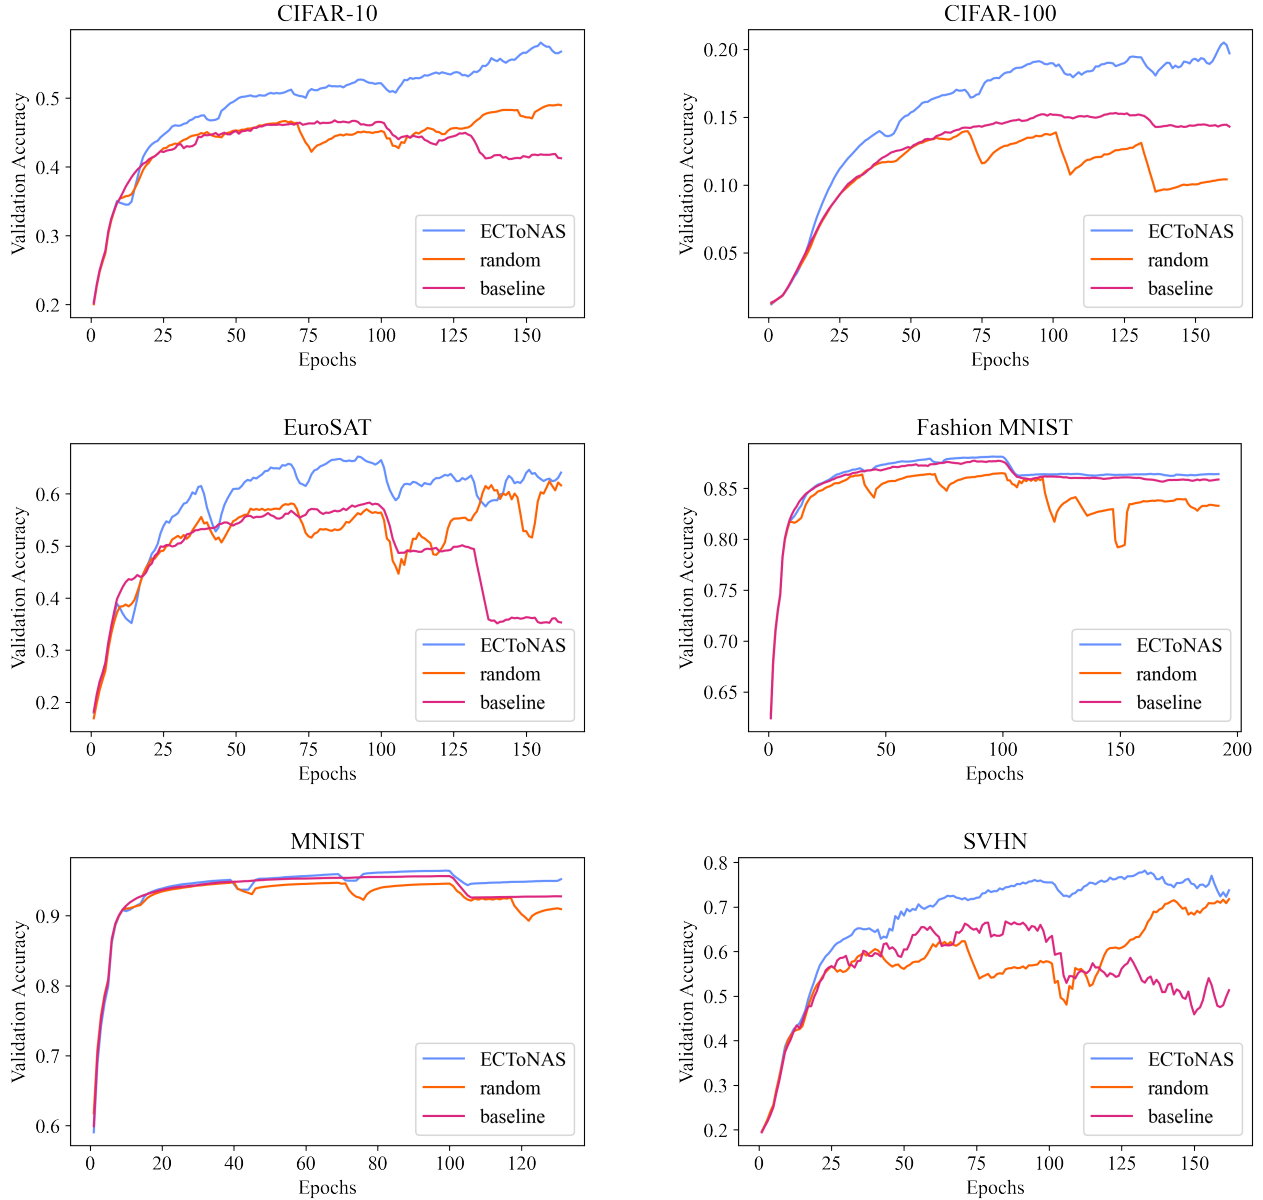 CIFAR-10
Validation Accuracy
0.5
0.4
0.3
0.2
ECToNAS
random
baseline
0 25 50 75 100 125 150
Epochs
CIFAR-100
Validation Accuracy
0.20
0.15
0.10
0.05
ECToNAS
random
baseline
0 25 50 75 100 125 150
Epochs
EuroSAT
Validation Accuracy
0.6
0.5
0.4
0.3
0.2
ECToNAS
random
baseline
0 25 50 75 100 125 150
Epochs
Fashion MNIST
Validation Accuracy
0.85
0.80
0.75
0.70
0.65
ECToNAS
random
baseline
0 50 100 150 200
Epochs
MNIST
Validation Accuracy
0.9
0.8
0.7
0.6
ECToNAS
random
baseline
0 20 40 60 80 100 120
Epochs
SVHN
Validation Accuracy
0.8
0.7
0.6
0.5
0.4
0.3
0.2
ECToNAS
random
baseline
0 25 50 75 100 125 150
Epochs